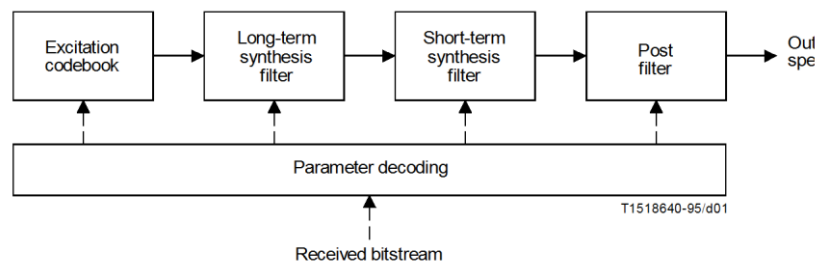 Excitation
codebook
Long-term
synthesis
filter
Short-term
synthesis
filter
Post
filter
Parameter decoding
T1518640-95/d01
Received bitstream